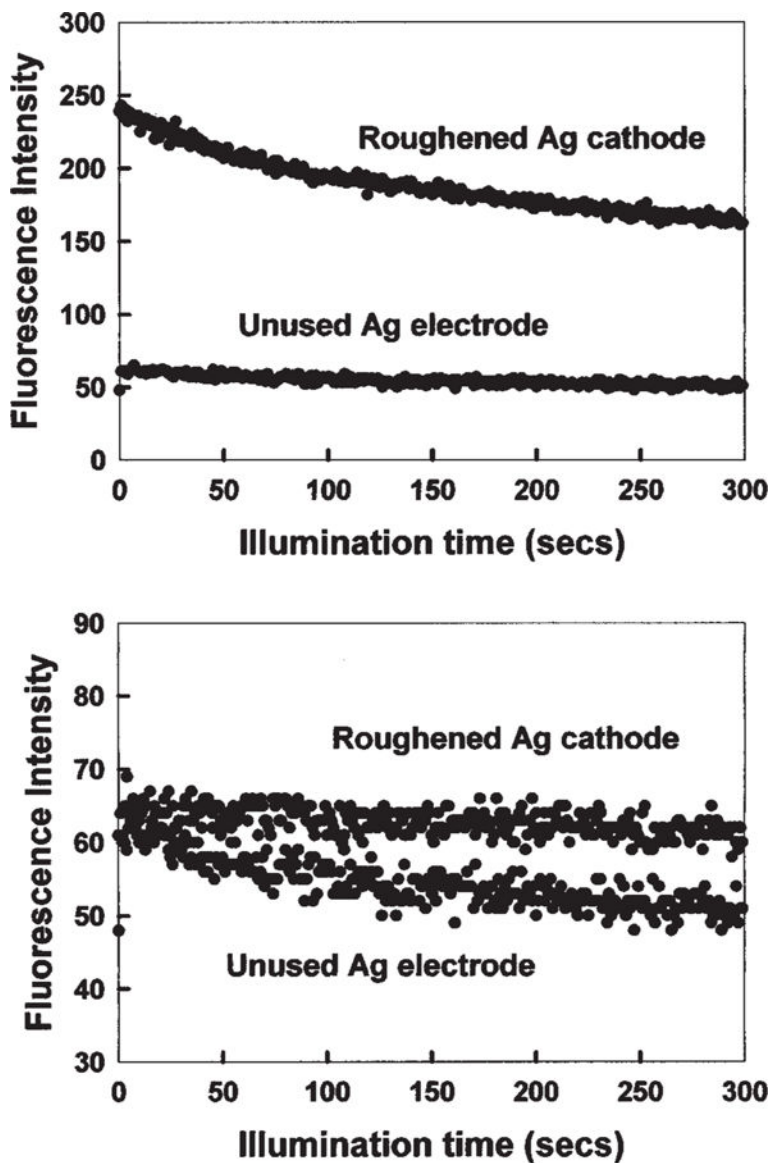 300
250
200
150
100
50
0
Fluorescence Intensity
Roughened Ag cathode
Unused Ag electrode
0 50 100 150 200 250 300
Illumination time (secs)
90
80
70
60
50
40
30
Fluorescence Intensity
Roughened Ag cathode
Unused Ag electrode
0 50 100 150 200 250 300
Illumination time (secs)